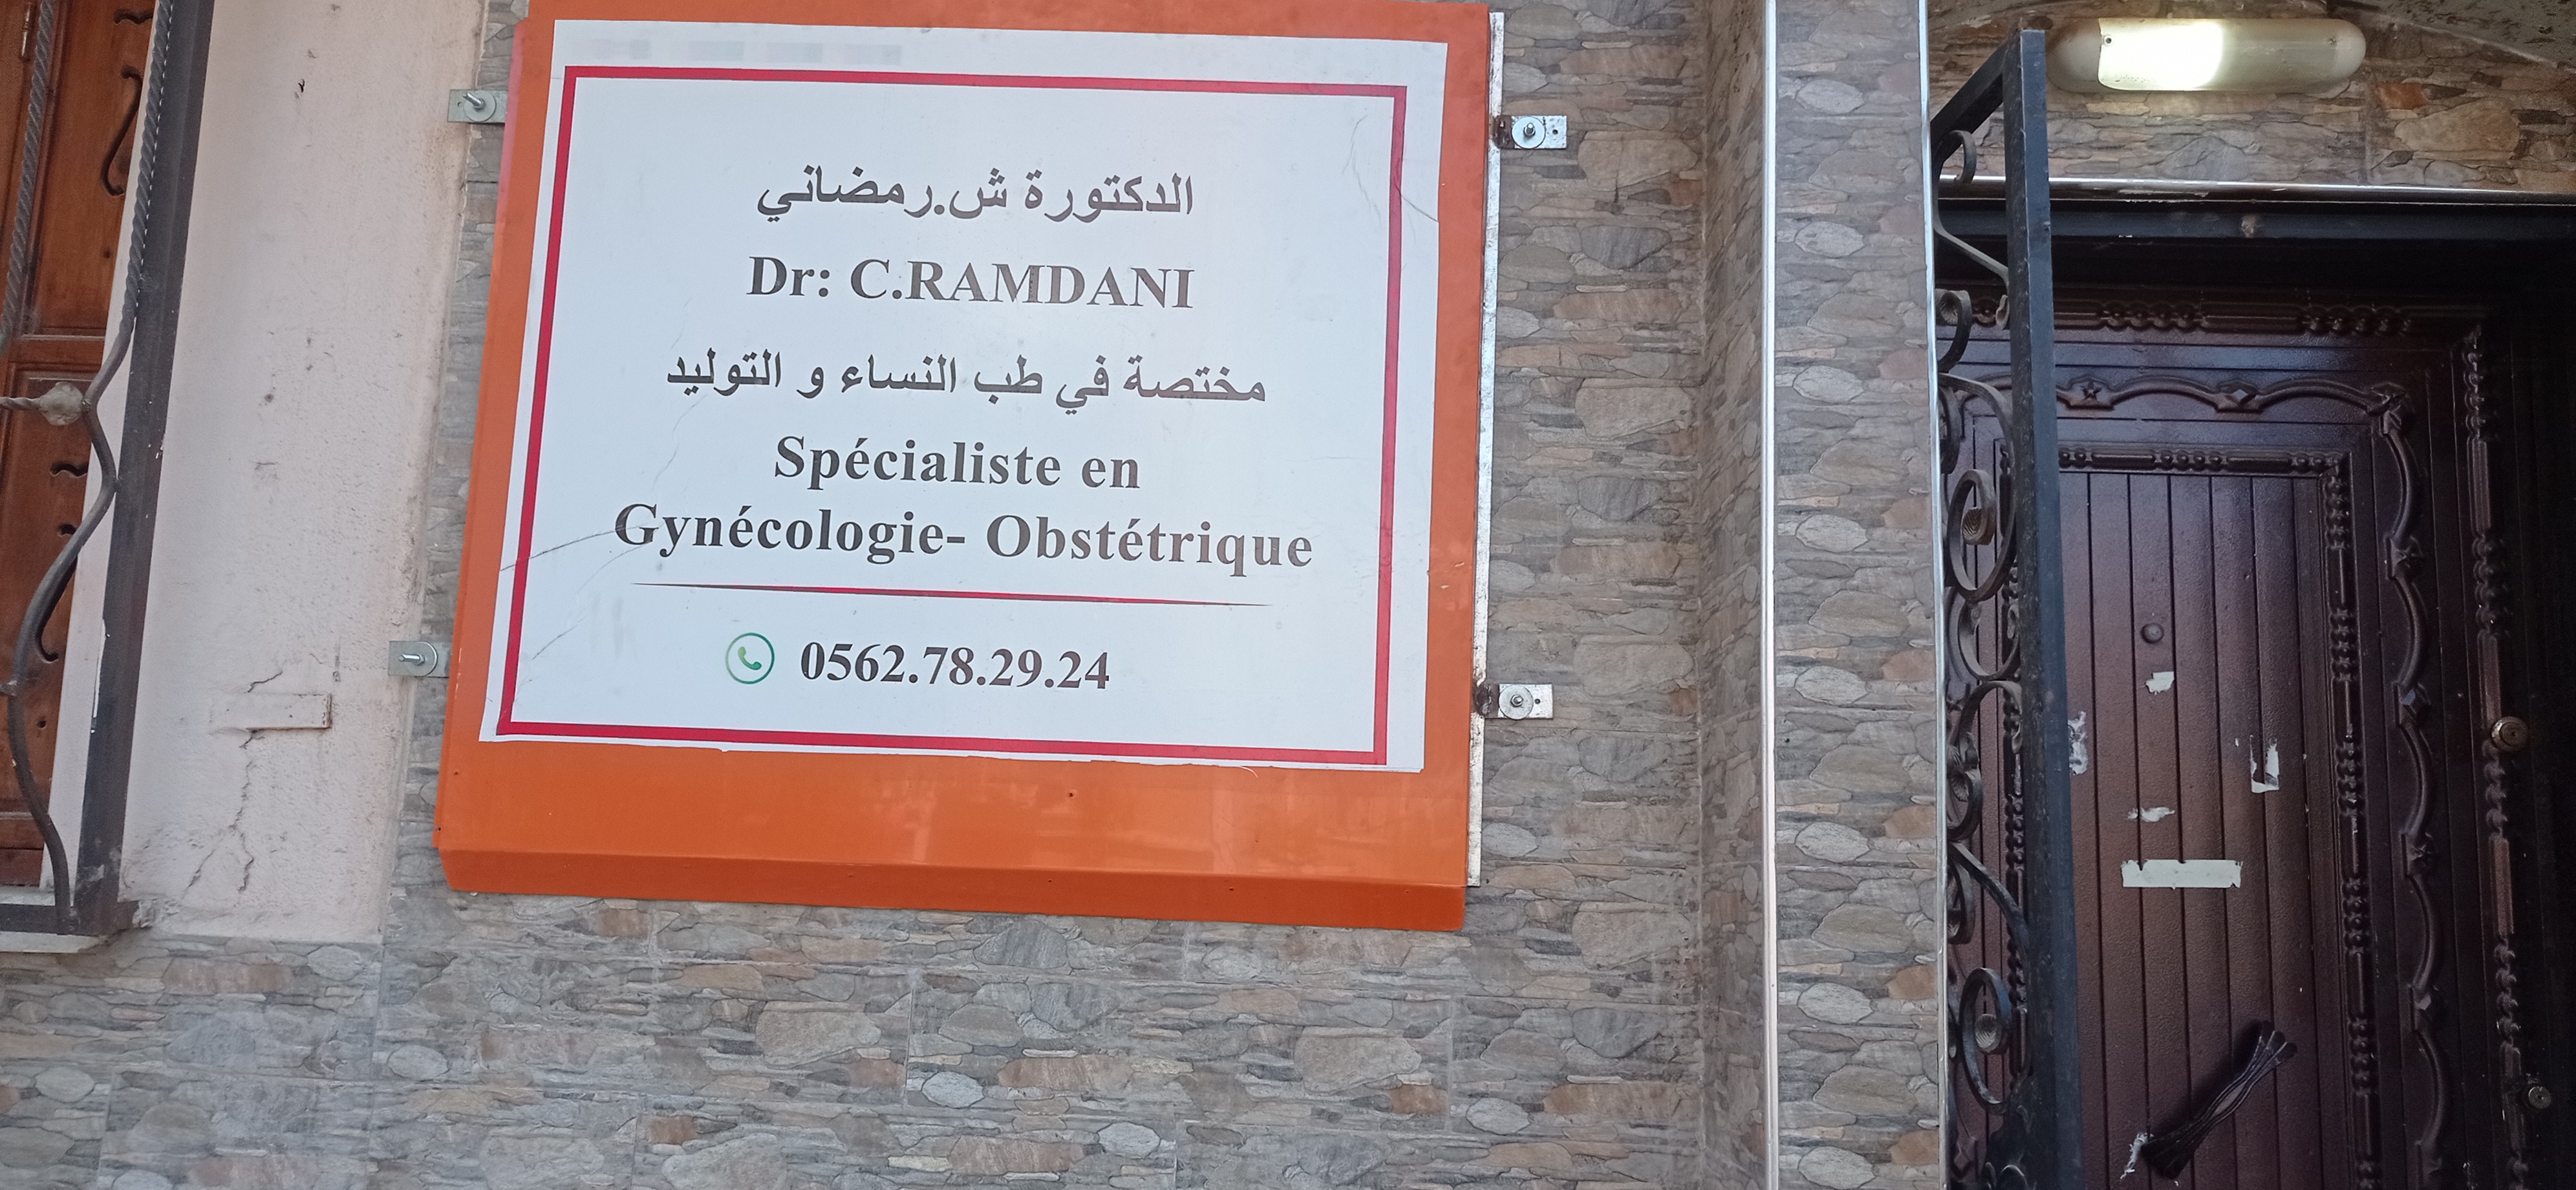 الدكتورة ش.رمضاني
Dr: C.RAMDANI
مختصة في طب النساء و التوليد
Spécialiste en
Gynécologie- Obstétrique
0562.78.29.24